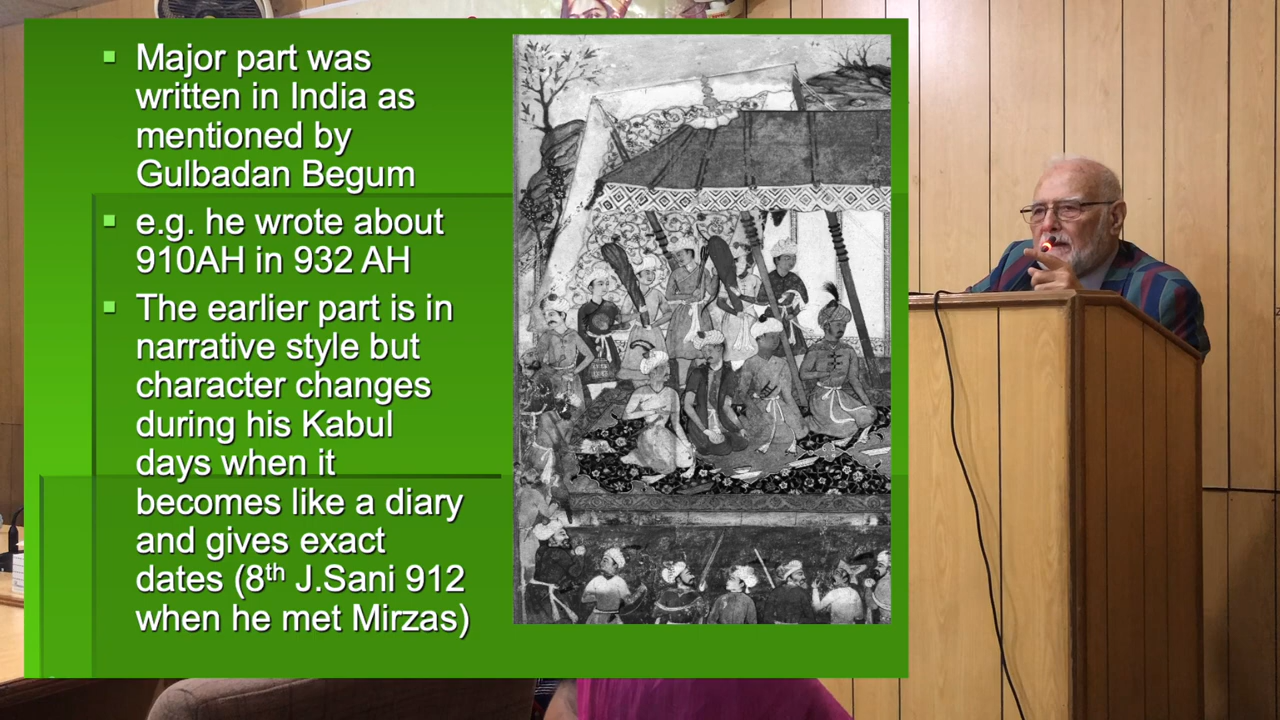 Major part was
written in India as
mentioned by
Gulbadan Begum
e.g. he wrote about
910AH in 932 AH
The earlier part is in
narrative style but
character changes
during his Kabul
days when it
becomes like a diary
and gives exact
dates (8th J.Sani 912
when he met Mirzas)